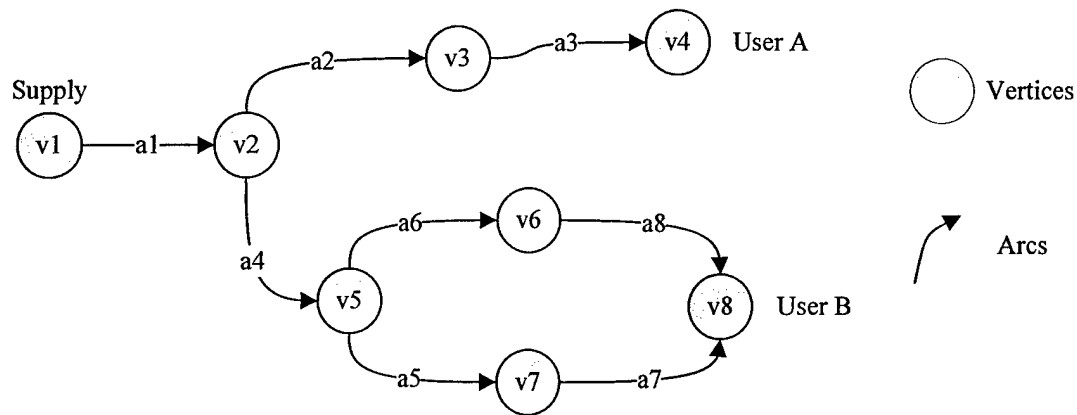 a3
v4
User A
v3
a2
Supply
Vertices
v1
a1
v2
v6
a6
a8
Arcs
a4
v5
v8
User B
a5
v7
a7